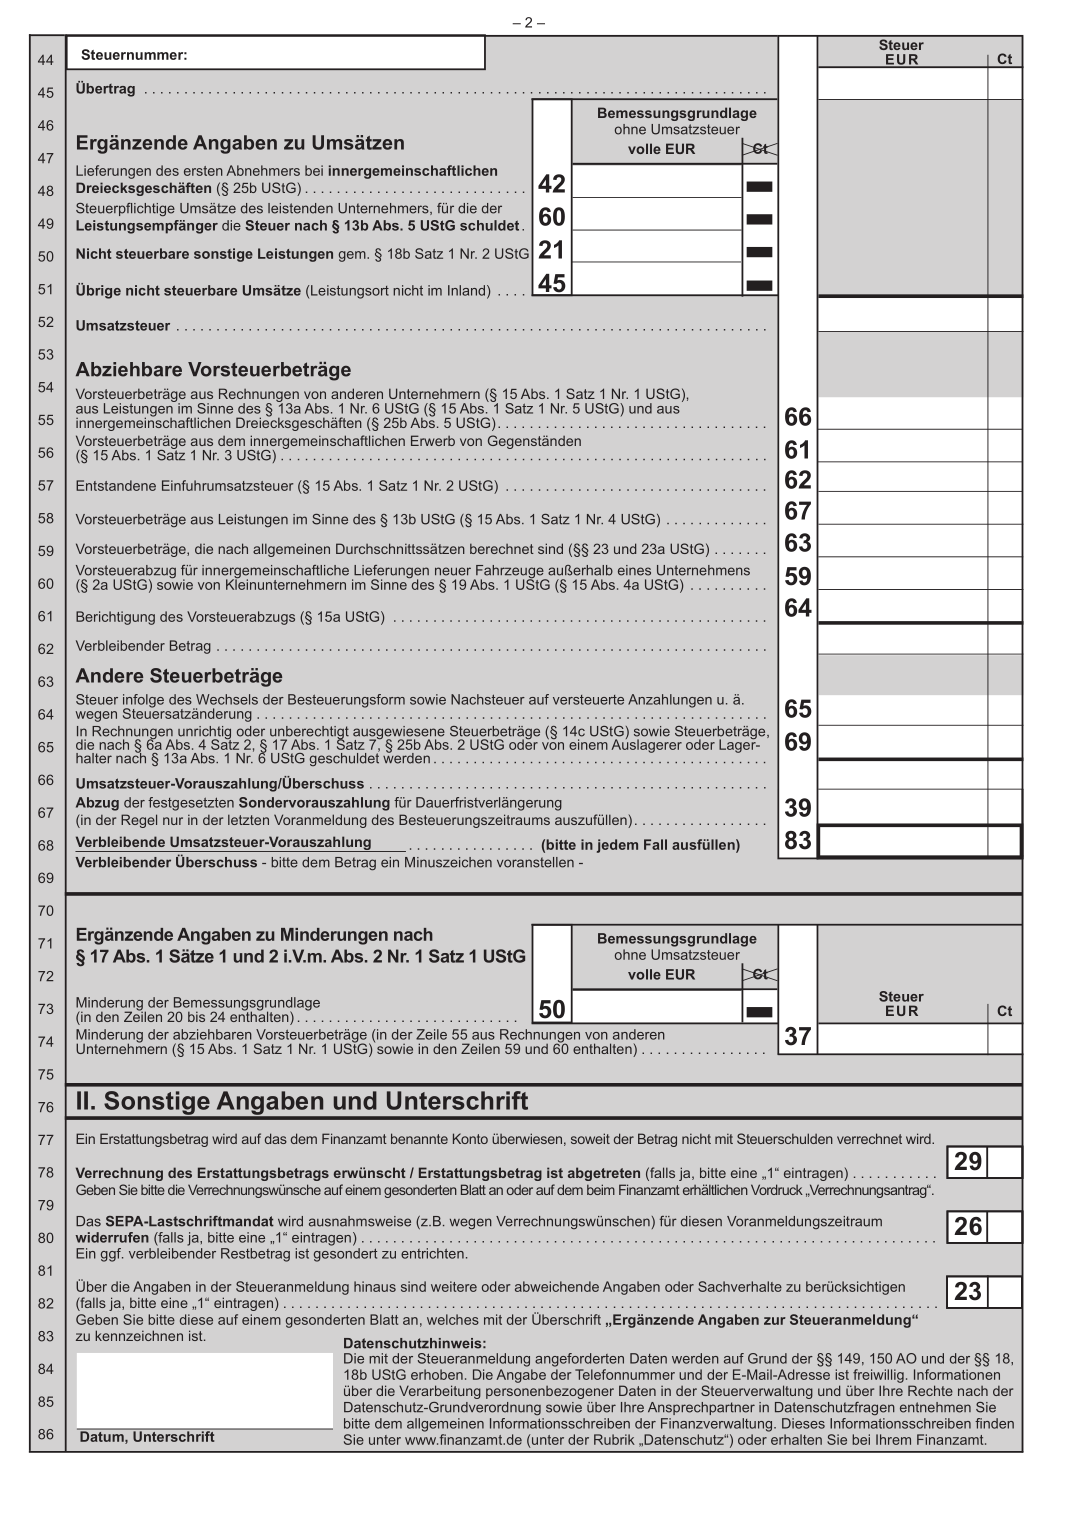 – 2 –
Steuer
44 Steuernummer: EUR Ct
45 Übertrag
46 Bemessungsgrundlage
ohne Umsatzsteuer
Ergänzende Angaben zu Umsätzen
47 volle EUR Ct
Lieferungen des ersten Abnehmers bei innergemeinschaftlichen
48 Dreiecksgeschäften (§ 25b UStG) 42
Steuerpflichtige Umsätze des leistenden Unternehmers, für die der
49 Leistungsempfänger die Steuer nach § 13b Abs. 5 UStG schuldet 60
50 Nicht steuerbare sonstige Leistungen gem. § 18b Satz 1 Nr. 2 UStG 21
51 Übrige nicht steuerbare Umsätze (Leistungsort nicht im Inland) 45
52 Umsatzsteuer
53
Abziehbare Vorsteuerbeträge
54
Vorsteuerbeträge aus Rechnungen von anderen Unternehmern (§ 15 Abs. 1 Satz 1 Nr. 1 UStG),
aus Leistungen im Sinne des § 13a Abs. 1 Nr. 6 UStG (§ 15 Abs. 1 Satz 1 Nr. 5 UStG) und aus
55 innergemeinschaftlichen Dreiecksgeschäften (§ 25b Abs. 5 UStG) 66
Vorsteuerbeträge aus dem innergemeinschaftlichen Erwerb von Gegenständen
56 (§ 15 Abs. 1 Satz 1 Nr. 3 UStG) 61
57 Entstandene Einfuhrumsatzsteuer (§ 15 Abs. 1 Satz 1 Nr. 2 UStG) 62
58 Vorsteuerbeträge aus Leistungen im Sinne des § 13b UStG (§ 15 Abs. 1 Satz 1 Nr. 4 UStG) 67
59 Vorsteuerbeträge, die nach allgemeinen Durchschnittssätzen berechnet sind (§§ 23 und 23a UStG) 63
Vorsteuerabzug für innergemeinschaftliche Lieferungen neuer Fahrzeuge außerhalb eines Unternehmens
60 (§ 2a UStG) sowie von Kleinunternehmern im Sinne des § 19 Abs. 1 UStG (§ 15 Abs. 4a UStG) 59
61 Berichtigung des Vorsteuerabzugs (§ 15a UStG) 64
62 Verbleibender Betrag
63 Andere Steuerbeträge
Steuer infolge des Wechsels der Besteuerungsform sowie Nachsteuer auf versteuerte Anzahlungen u. ä.
64 wegen Steuersatzänderung 65
In Rechnungen unrichtig oder unberechtigt ausgewiesene Steuerbeträge (§ 14c UStG) sowie Steuerbeträge,
65 die nach § 6a Abs. 4 Satz 2, § 17 Abs. 1 Satz 7, § 25b Abs. 2 UStG oder von einem Auslagerer oder Lager- 69
halter nach § 13a Abs. 1 Nr. 6 UStG geschuldet werden
66 Umsatzsteuer-Vorauszahlung/Überschuss
Abzug der festgesetzten Sondervorauszahlung für Dauerfristverlängerung
67 (in der Regel nur in der letzten Voranmeldung des Besteuerungszeitraums auszufüllen) 39
68 Verbleibende Umsatzsteuer-Vorauszahlung (bitte in jedem Fall ausfüllen) 83
Verbleibender Überschuss - bitte dem Betrag ein Minuszeichen voranstellen -
69
70
71 Ergänzende Angaben zu Minderungen nach Bemessungsgrundlage
§ 17 Abs. 1 Sätze 1 und 2 i.V.m. Abs. 2 Nr. 1 Satz 1 UStG ohne Umsatzsteuer
72 volle EUR Ct
Minderung der Bemessungsgrundlage Steuer
73 (in den Zeilen 20 bis 24 enthalten) 50 EUR Ct
Minderung der abziehbaren Vorsteuerbeträge (in der Zeile 55 aus Rechnungen von anderen
74 Unternehmern (§ 15 Abs. 1 Satz 1 Nr. 1 UStG) sowie in den Zeilen 59 und 60 enthalten) 37
75
76 II. Sonstige Angaben und Unterschrift
77 Ein Erstattungsbetrag wird auf das dem Finanzamt benannte Konto überwiesen, soweit der Betrag nicht mit Steuerschulden verrechnet wird.
78 Verrechnung des Erstattungsbetrags erwünscht / Erstattungsbetrag ist abgetreten (falls ja, bitte eine „1“ eintragen) 29
Geben Sie bitte die Verrechnungswünsche auf einem gesonderten Blatt an oder auf dem beim Finanzamt erhältlichen Vordruck „Verrechnungsantrag“.
79
Das SEPA-Lastschriftmandat wird ausnahmsweise (z.B. wegen Verrechnungswünschen) für diesen Voranmeldungszeitraum
80 widerrufen (falls ja, bitte eine „1“ eintragen) 26
Ein ggf. verbleibender Restbetrag ist gesondert zu entrichten.
81
Über die Angaben in der Steueranmeldung hinaus sind weitere oder abweichende Angaben oder Sachverhalte zu berücksichtigen
82 (falls ja, bitte eine „1“ eintragen) 23
Geben Sie bitte diese auf einem gesonderten Blatt an, welches mit der Überschrift „Ergänzende Angaben zur Steueranmeldung“
83 zu kennzeichnen ist.
Datenschutzhinweis:
Die mit der Steueranmeldung angeforderten Daten werden auf Grund der §§ 149, 150 AO und der §§ 18,
84 18b UStG erhoben. Die Angabe der Telefonnummer und der E-Mail-Adresse ist freiwillig. Informationen
über die Verarbeitung personenbezogener Daten in der Steuerverwaltung und über Ihre Rechte nach der
85 Datenschutz-Grundverordnung sowie über Ihre Ansprechpartner in Datenschutzfragen entnehmen Sie
bitte dem allgemeinen Informationsschreiben der Finanzverwaltung. Dieses Informationsschreiben finden
86 Datum, Unterschrift Sie unter www.finanzamt.de (unter der Rubrik „Datenschutz“) oder erhalten Sie bei Ihrem Finanzamt.